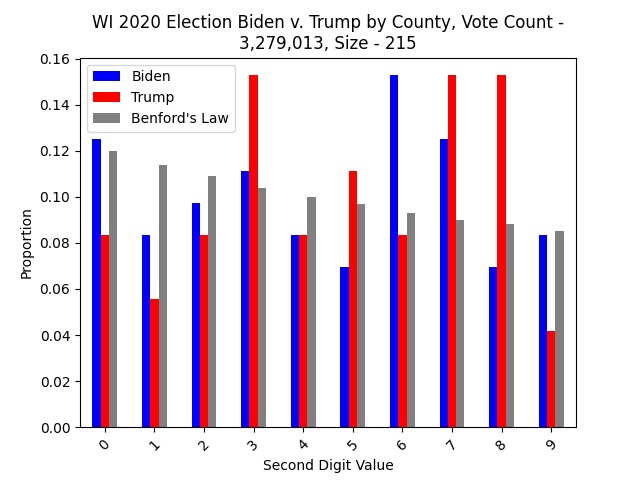 WI 2020 Election Biden v. Trump by County, Vote Count -
3,279,013, Size - 215
0.16
0.14
0.12
0.10
0.08
0.06
0.04
0.02
0.00
Proportion
Biden
Trump
Benford's Law
0 1 2 3 4 5 6 7 8 9
Second Digit Value